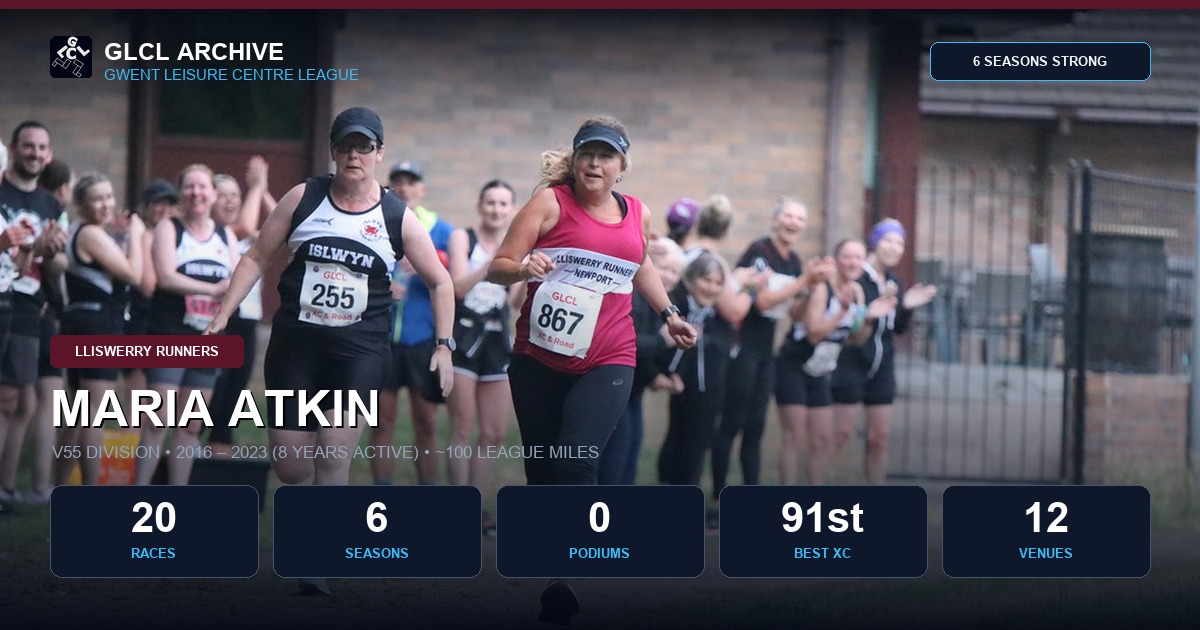 GLCL ARCHIVE
GWENT LEISURE CENTRE LEAGUE
6 SEASONS STRONG
ISLWYN
GLCL
255
XC & Road
ISLWYN
LLISWERRY RUNNERS
NEWPORT
GLCL
867
XC & Road
LLISWERRY RUNNERS
MARIA ATKIN
V55 DIVISION • 2016 – 2023 (8 YEARS ACTIVE) • ~100 LEAGUE MILES
20
RACES
6
SEASONS
0
PODIUMS
91st
BEST XC
12
VENUES